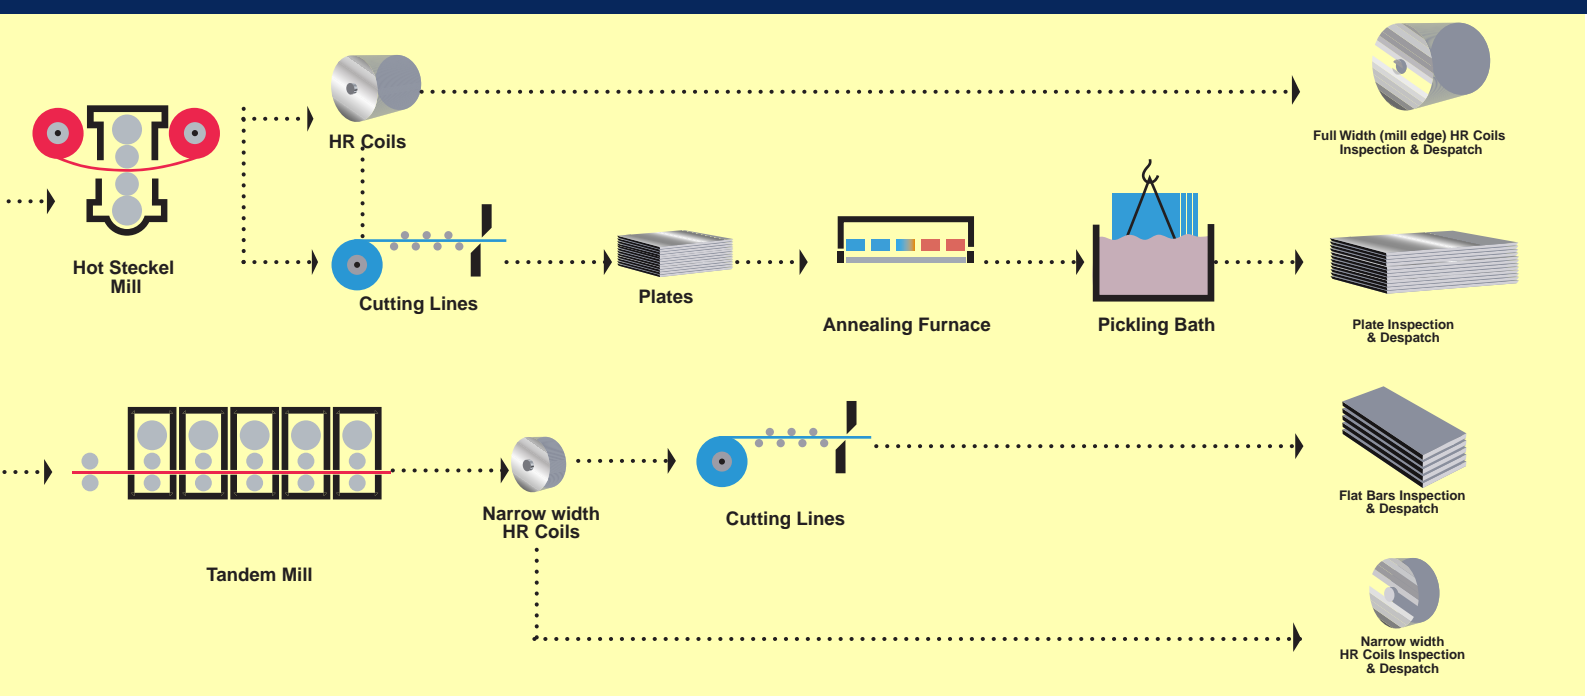 HR Coils
Full Width (mill edge) HR Coils
Inspection & Despatch
Hot Steckel
Mill
Cutting Lines
Plates
Annealing Furnace
Pickling Bath
Plate Inspection
& Despatch
Tandem Mill
Narrow width
HR Coils
Cutting Lines
Flat Bars Inspection
& Despatch
Narrow width
HR Coils Inspection
& Despatch